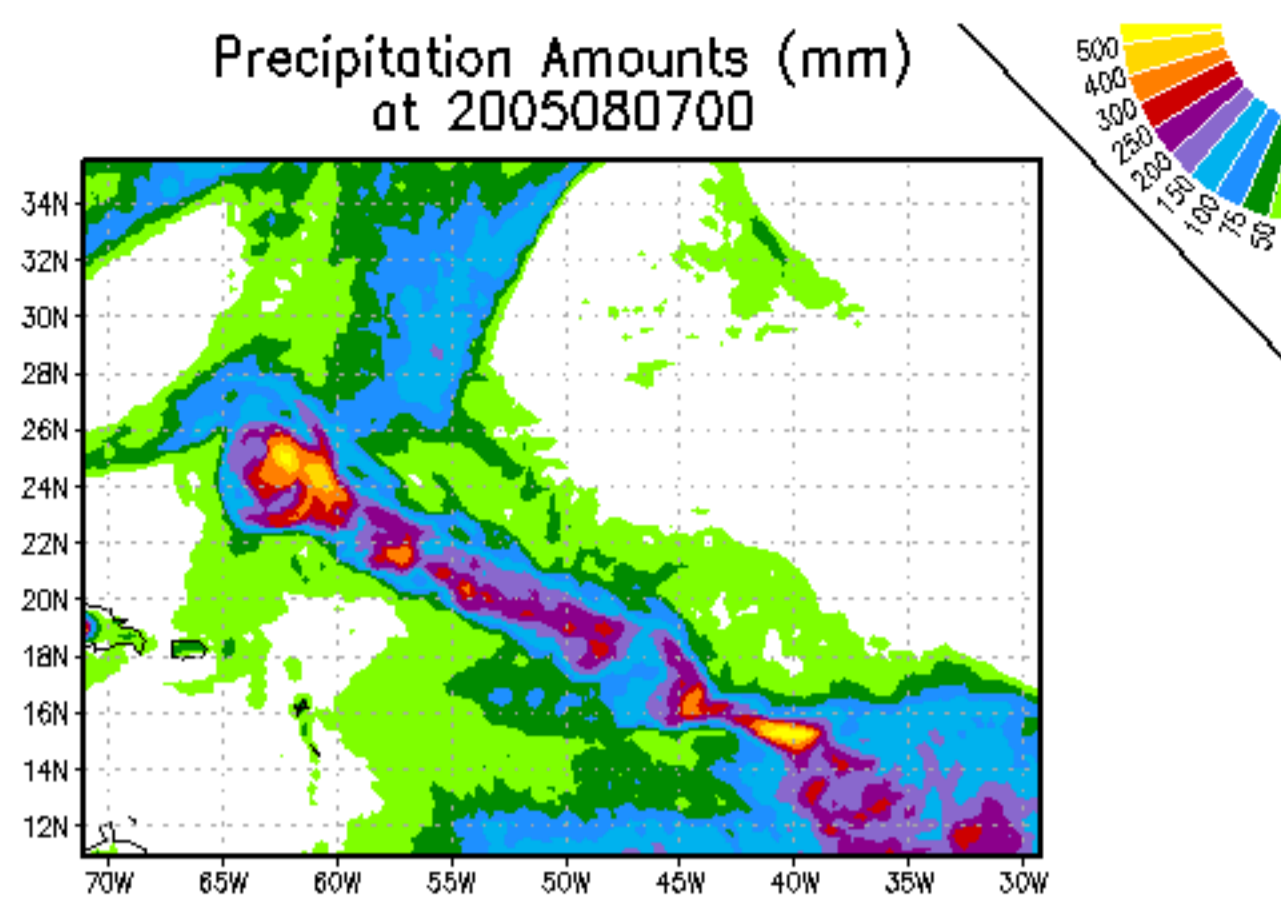 Precipitation Amounts (mm)
at 2005080700
500
400
300
250
200
150
100
75
50
34N
32N
30N
28N
26N
24N
22N
20N
18N
16N
14N
12N
70W 65W 60W 55W 50W 45W 40W 35W 30W